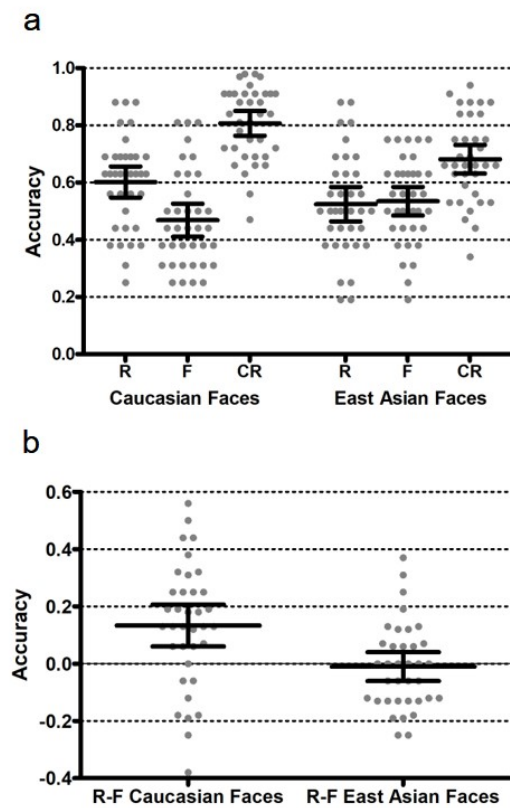 a
1.0
0.8
0.6
0.4
0.2
0.0
Accuracy
R F CR R F CR
Caucasian Faces East Asian Faces
b
0.6
0.4
0.2
0.0
-0.2
-0.4
Accuracy
R-F Caucasian Faces R-F East Asian Faces